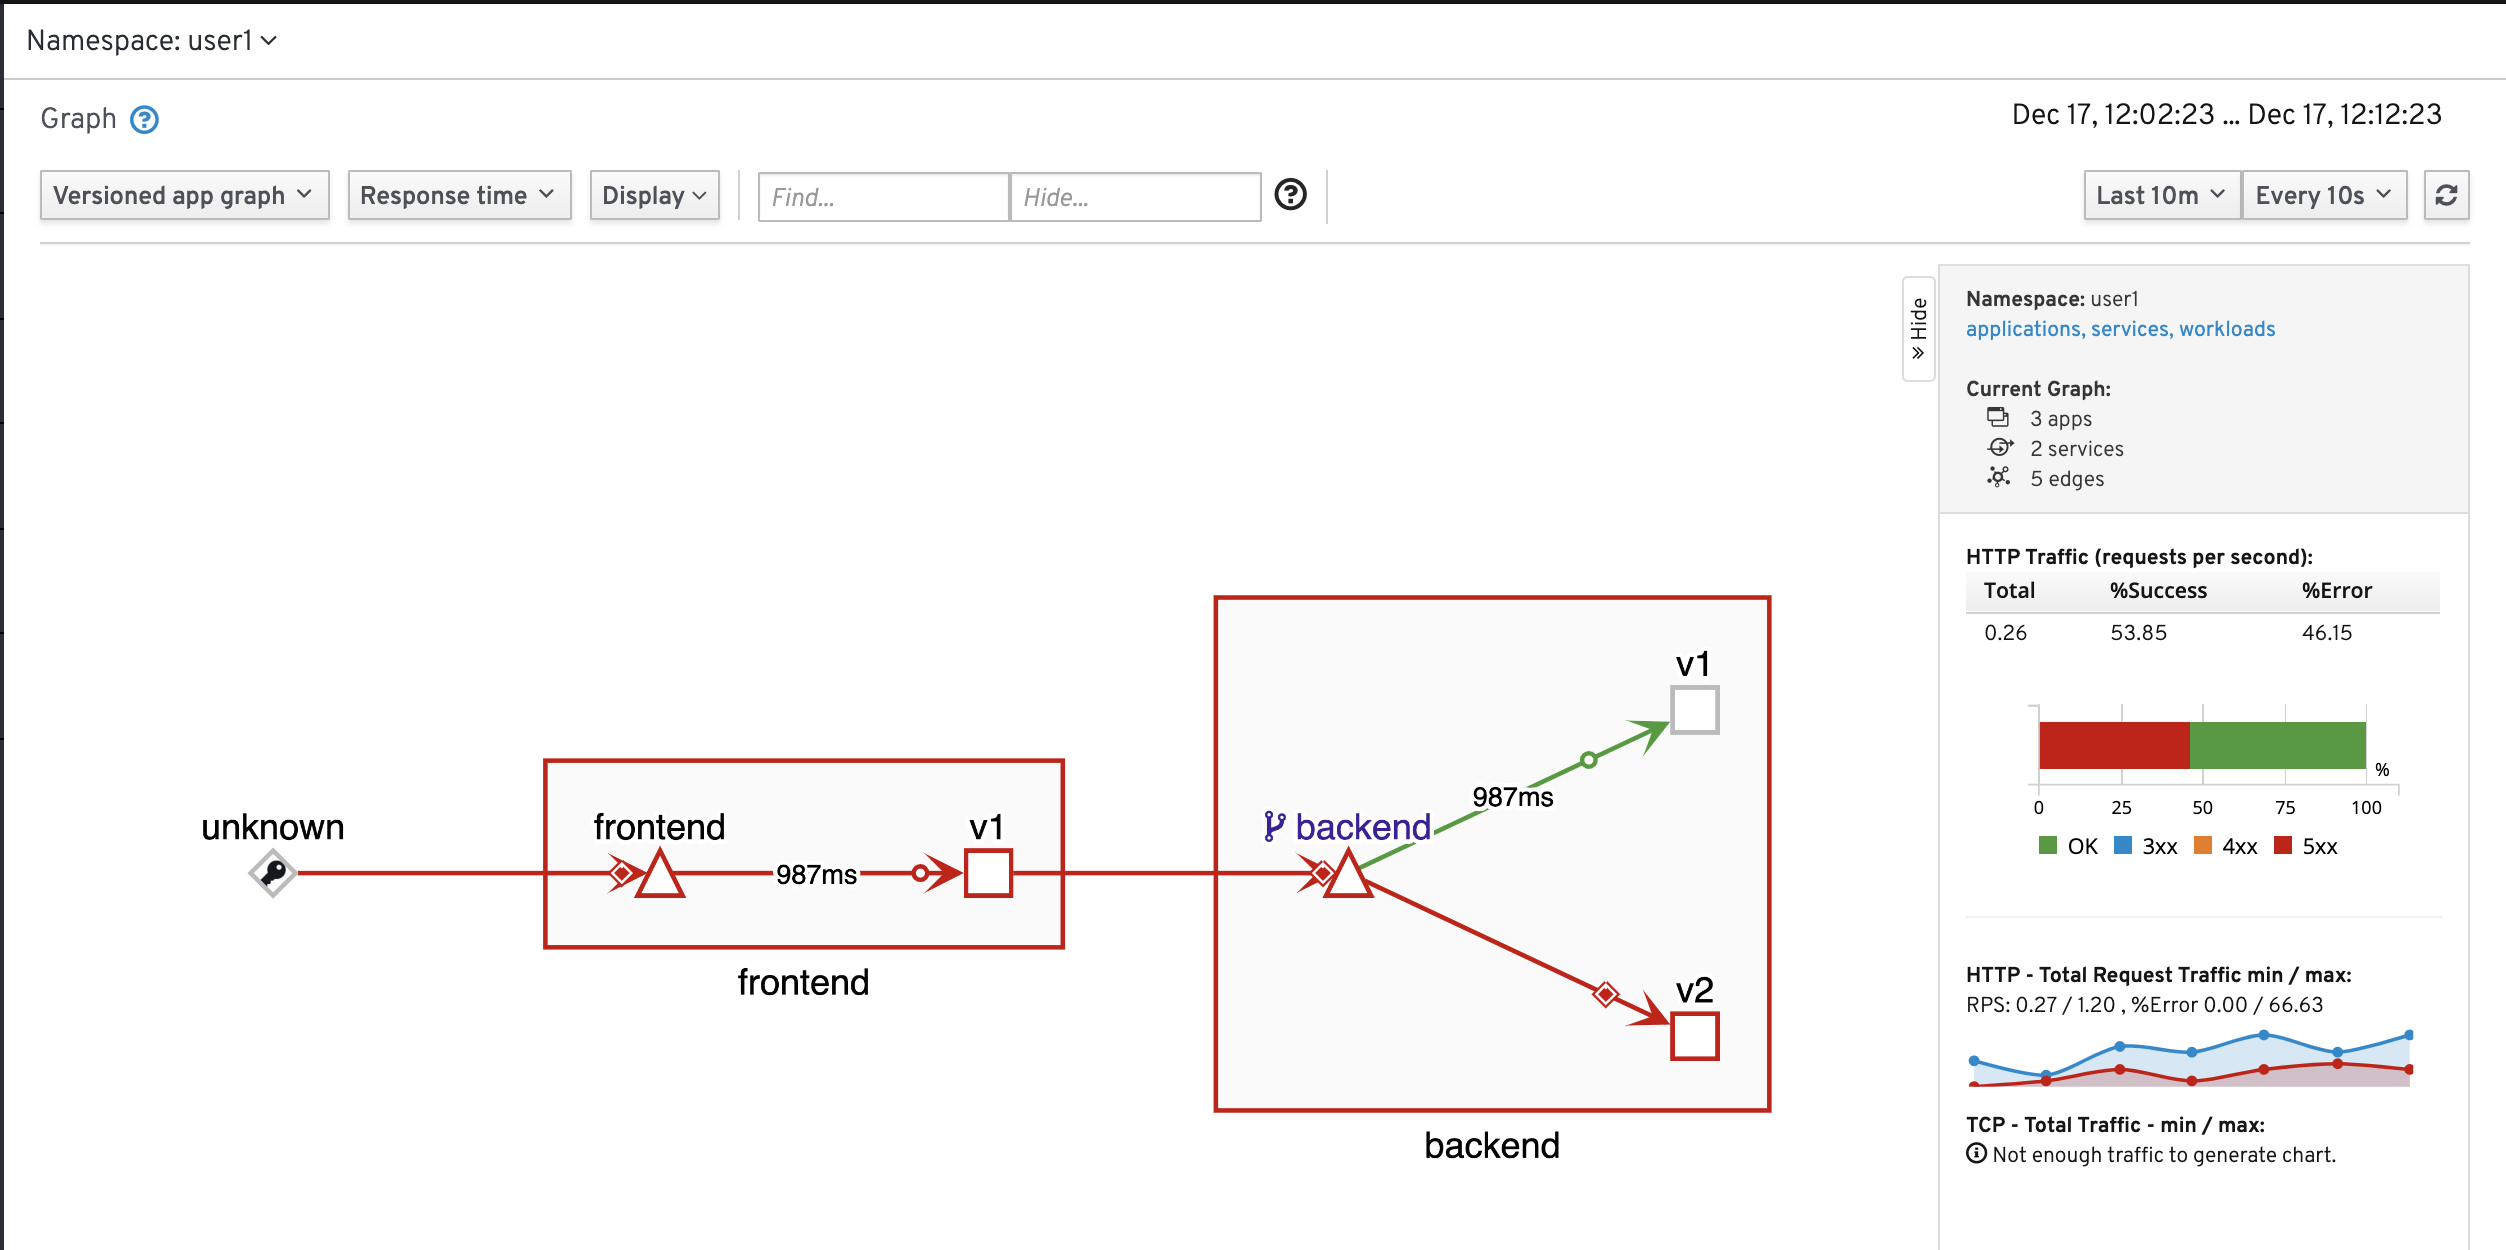 Namespace: user1
Graph
Dec 17, 12:02:23 ... Dec 17, 12:12:23
Versioned app graph Response time Display Find... Hide... Last 10m Every 10s
Hide
Namespace: user1
applications, services, workloads
Current Graph:
3 apps
2 services
5 edges
HTTP Traffic (requests per second):
Total %Success %Error
0.26 53.85 46.15
%
0 25 50 75 100
OK 3xx 4xx 5xx
HTTP - Total Request Traffic min / max:
RPS: 0.27 / 1.20 , %Error 0.00 / 66.63
TCP - Total Traffic - min / max:
Not enough traffic to generate chart.
unknown
frontend
987ms
v1
frontend
backend
987ms
v1
v2
backend